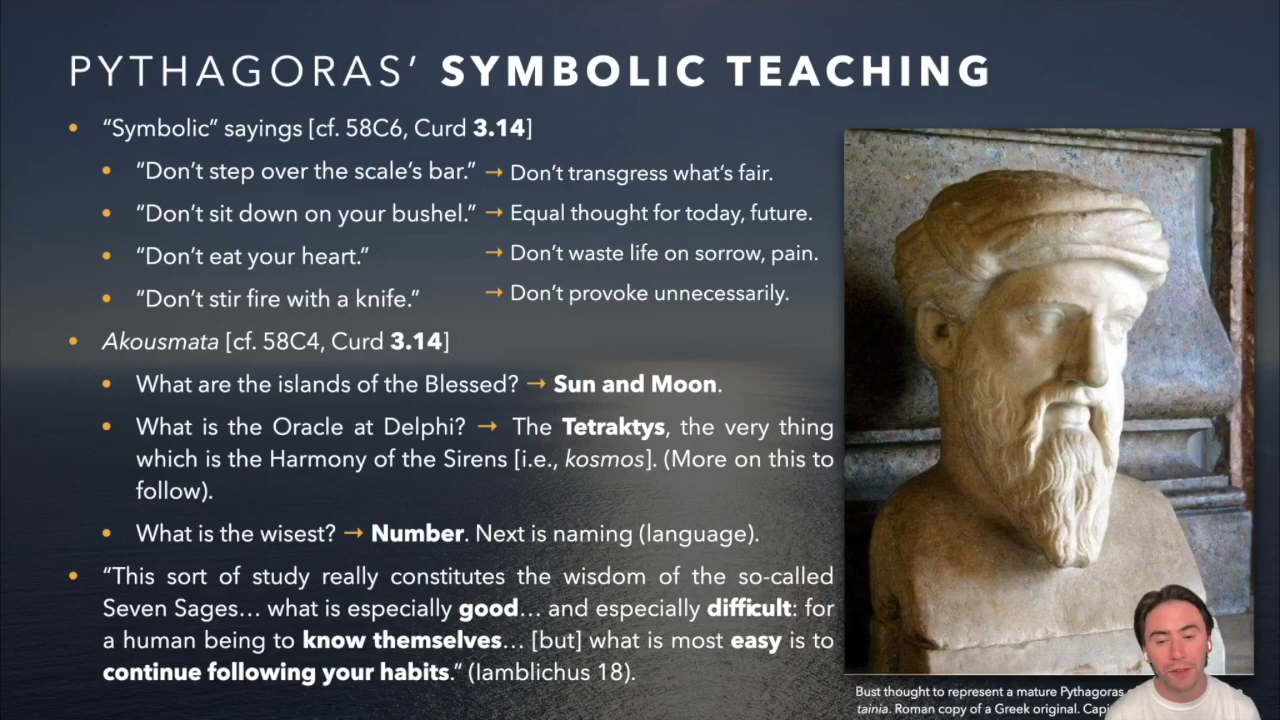 PYTHAGORAS’ SYMBOLIC TEACHING
• “Symbolic” sayings [cf. 58C6, Curd 3.14]
• “Don’t step over the scale’s bar.” → Don’t transgress what’s fair.
• “Don’t sit down on your bushel.” → Equal thought for today, future.
• “Don’t eat your heart.” → Don’t waste life on sorrow, pain.
• “Don’t stir fire with a knife.” → Don’t provoke unnecessarily.
• Akousmata [cf. 58C4, Curd 3.14]
• What are the islands of the Blessed? → Sun and Moon.
• What is the Oracle at Delphi? → The Tetraktys, the very thing
which is the Harmony of the Sirens [i.e., kosmos]. (More on this to
follow).
• What is the wisest? → Number. Next is naming (language).
• “This sort of study really constitutes the wisdom of the so-called
Seven Sages… what is especially good… and especially difficult: for
a human being to know themselves… [but] what is most easy is to
continue following your habits.” (Iamblichus 18).
Bust thought to represent a mature Pythagoras
tainia. Roman copy of a Greek original.